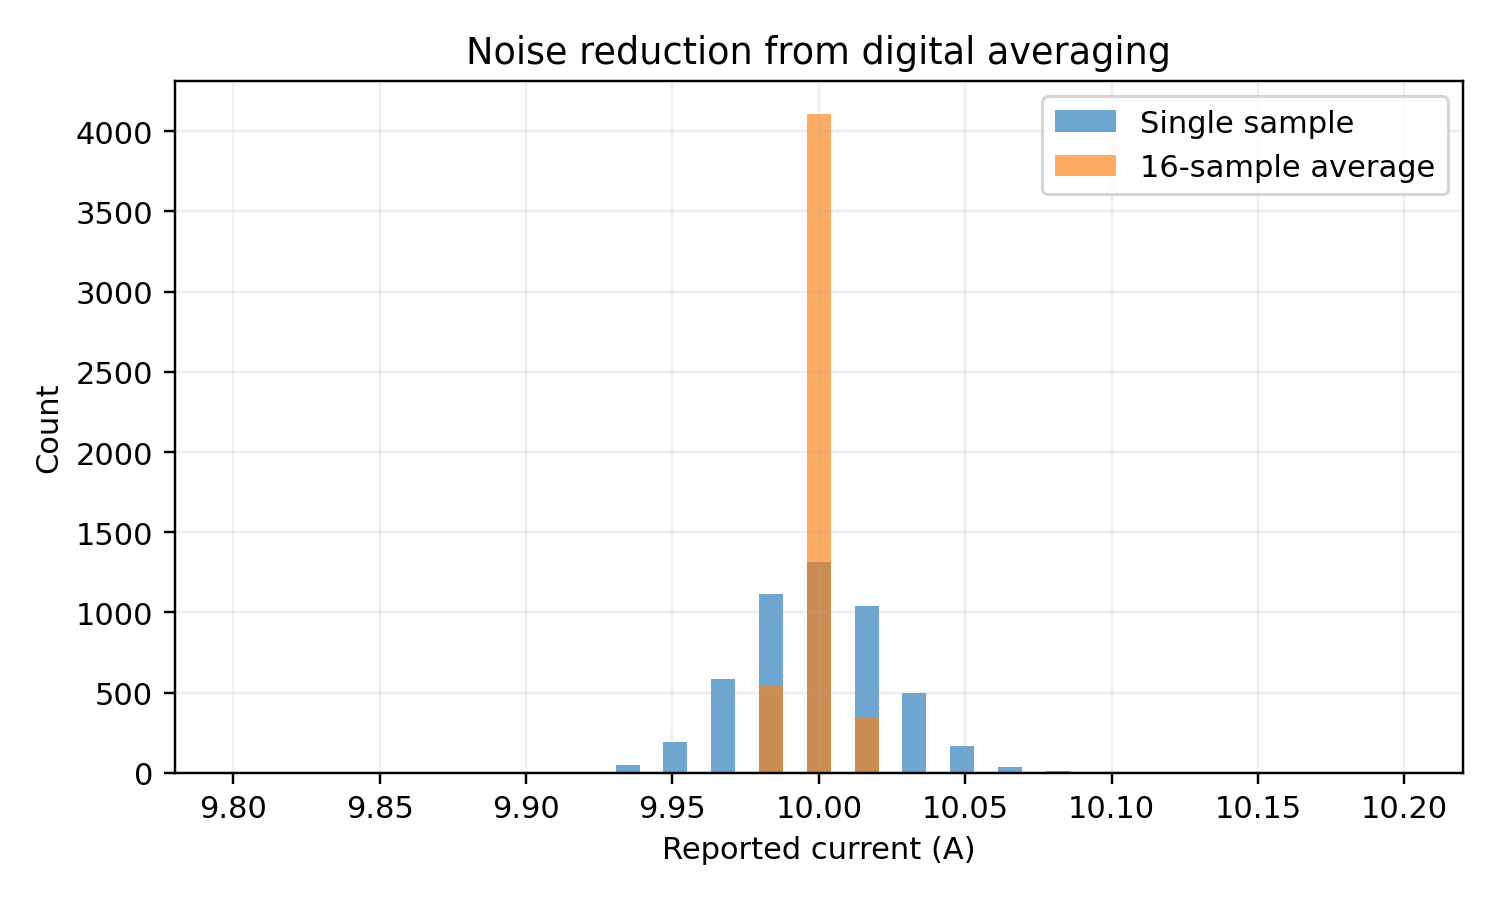 Noise reduction from digital averaging
Single sample
16-sample average
4000
3500
3000
2500
2000
1500
1000
500
0
Count
9.80 9.85 9.90 9.95 10.00 10.05 10.10 10.15 10.20
Reported current (A)